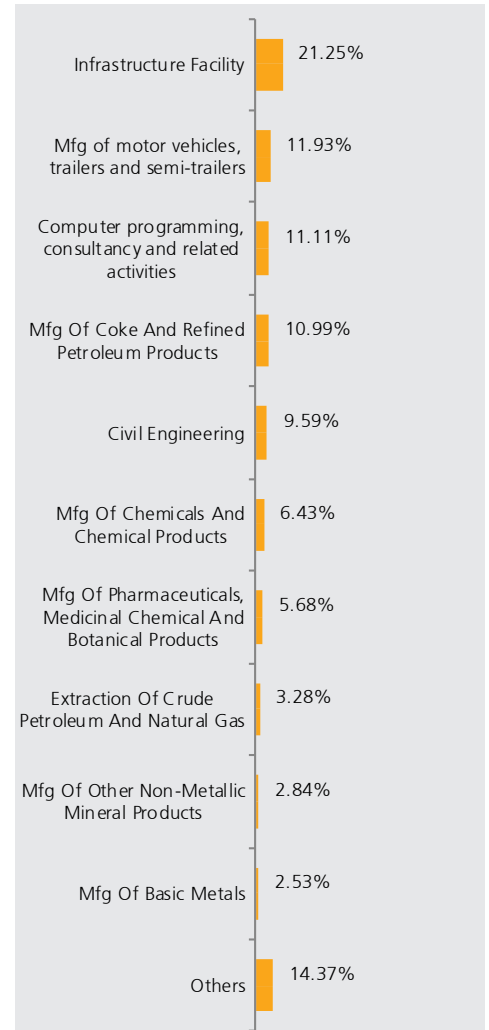 Infrastructure Facility 21.25%
Mfg of motor vehicles,
trailers and semi-trailers 11.93%
Computer programming,
consultancy and related
activities 11.11%
Mfg Of Coke And Refined
Petroleum Products 10.99%
Civil Engineering 9.59%
Mfg Of Chemicals And
Chemical Products 6.43%
Mfg Of Pharmaceuticals,
Medicinal Chemical And
Botanical Products 5.68%
Extraction Of Crude
Petroleum And Natural Gas 3.28%
Mfg Of Other Non-Metallic
Mineral Products 2.84%
Mfg Of Basic Metals 2.53%
Others 14.37%